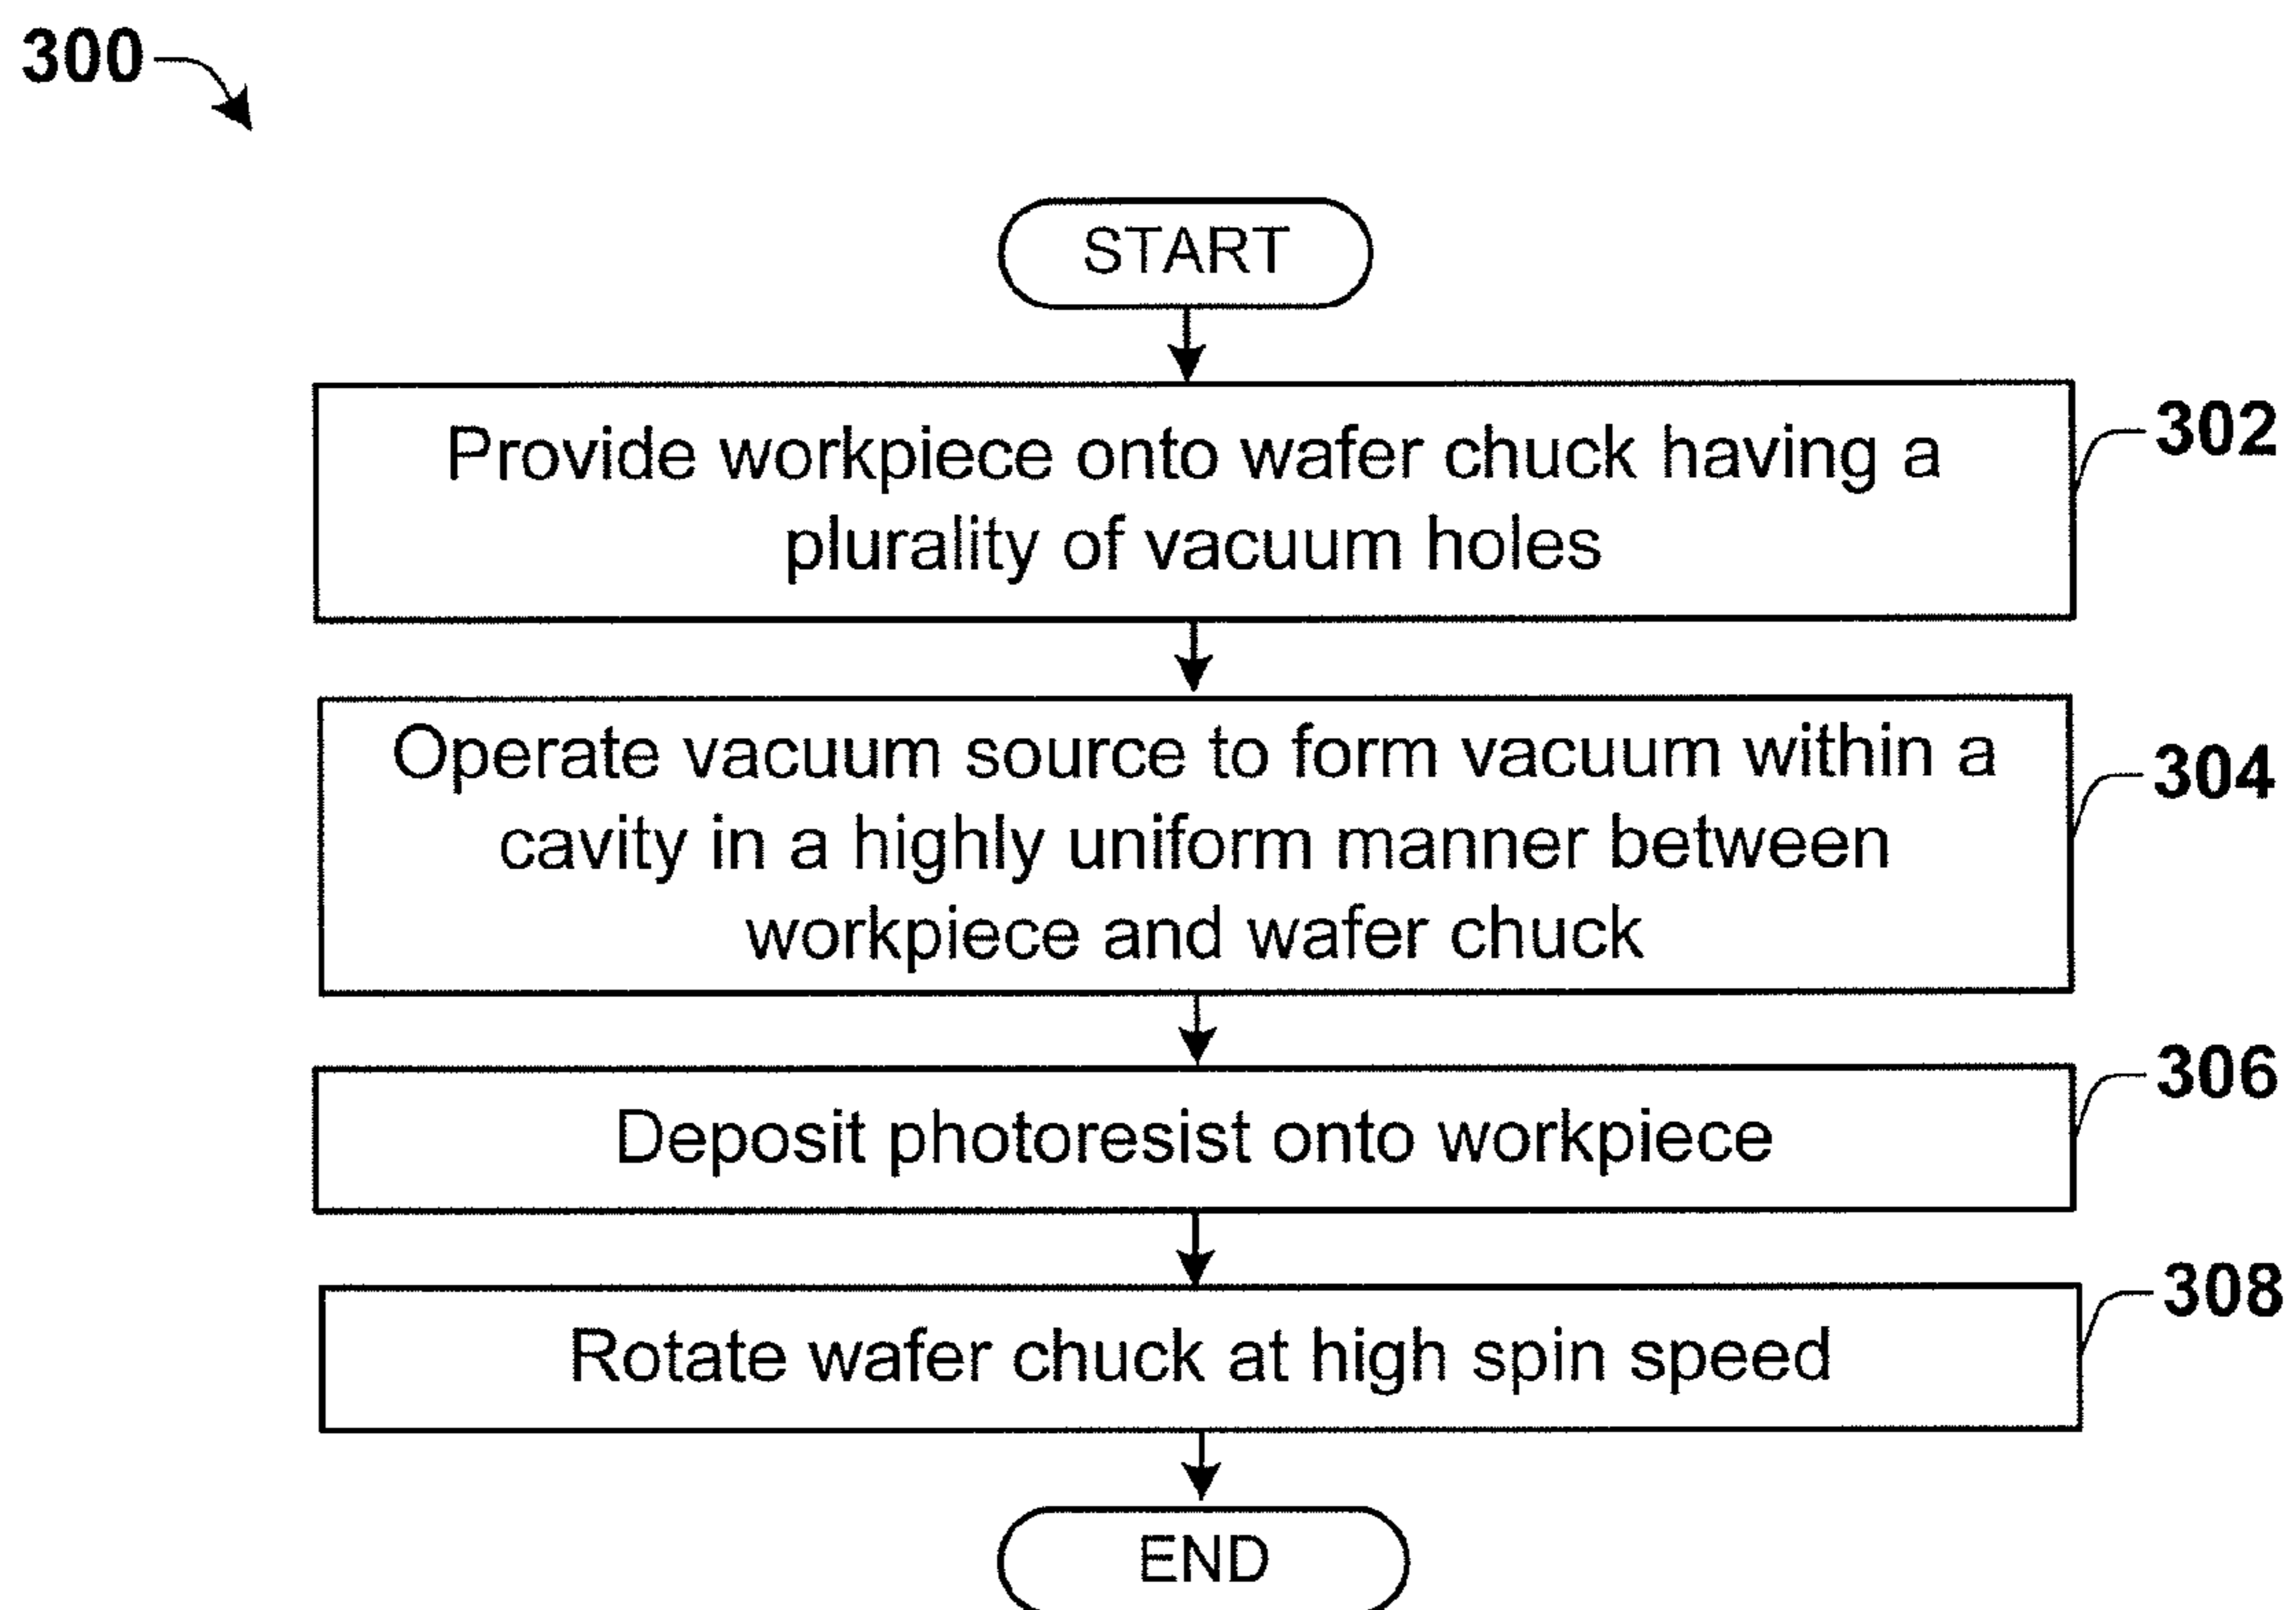 300
START
Provide workpiece onto wafer chuck having a
plurality of vacuum holes
302
Operate vacuum source to form vacuum within a
cavity in a highly uniform manner between
workpiece and wafer chuck
304
Deposit photoresist onto workpiece
306
Rotate wafer chuck at high spin speed
308
END